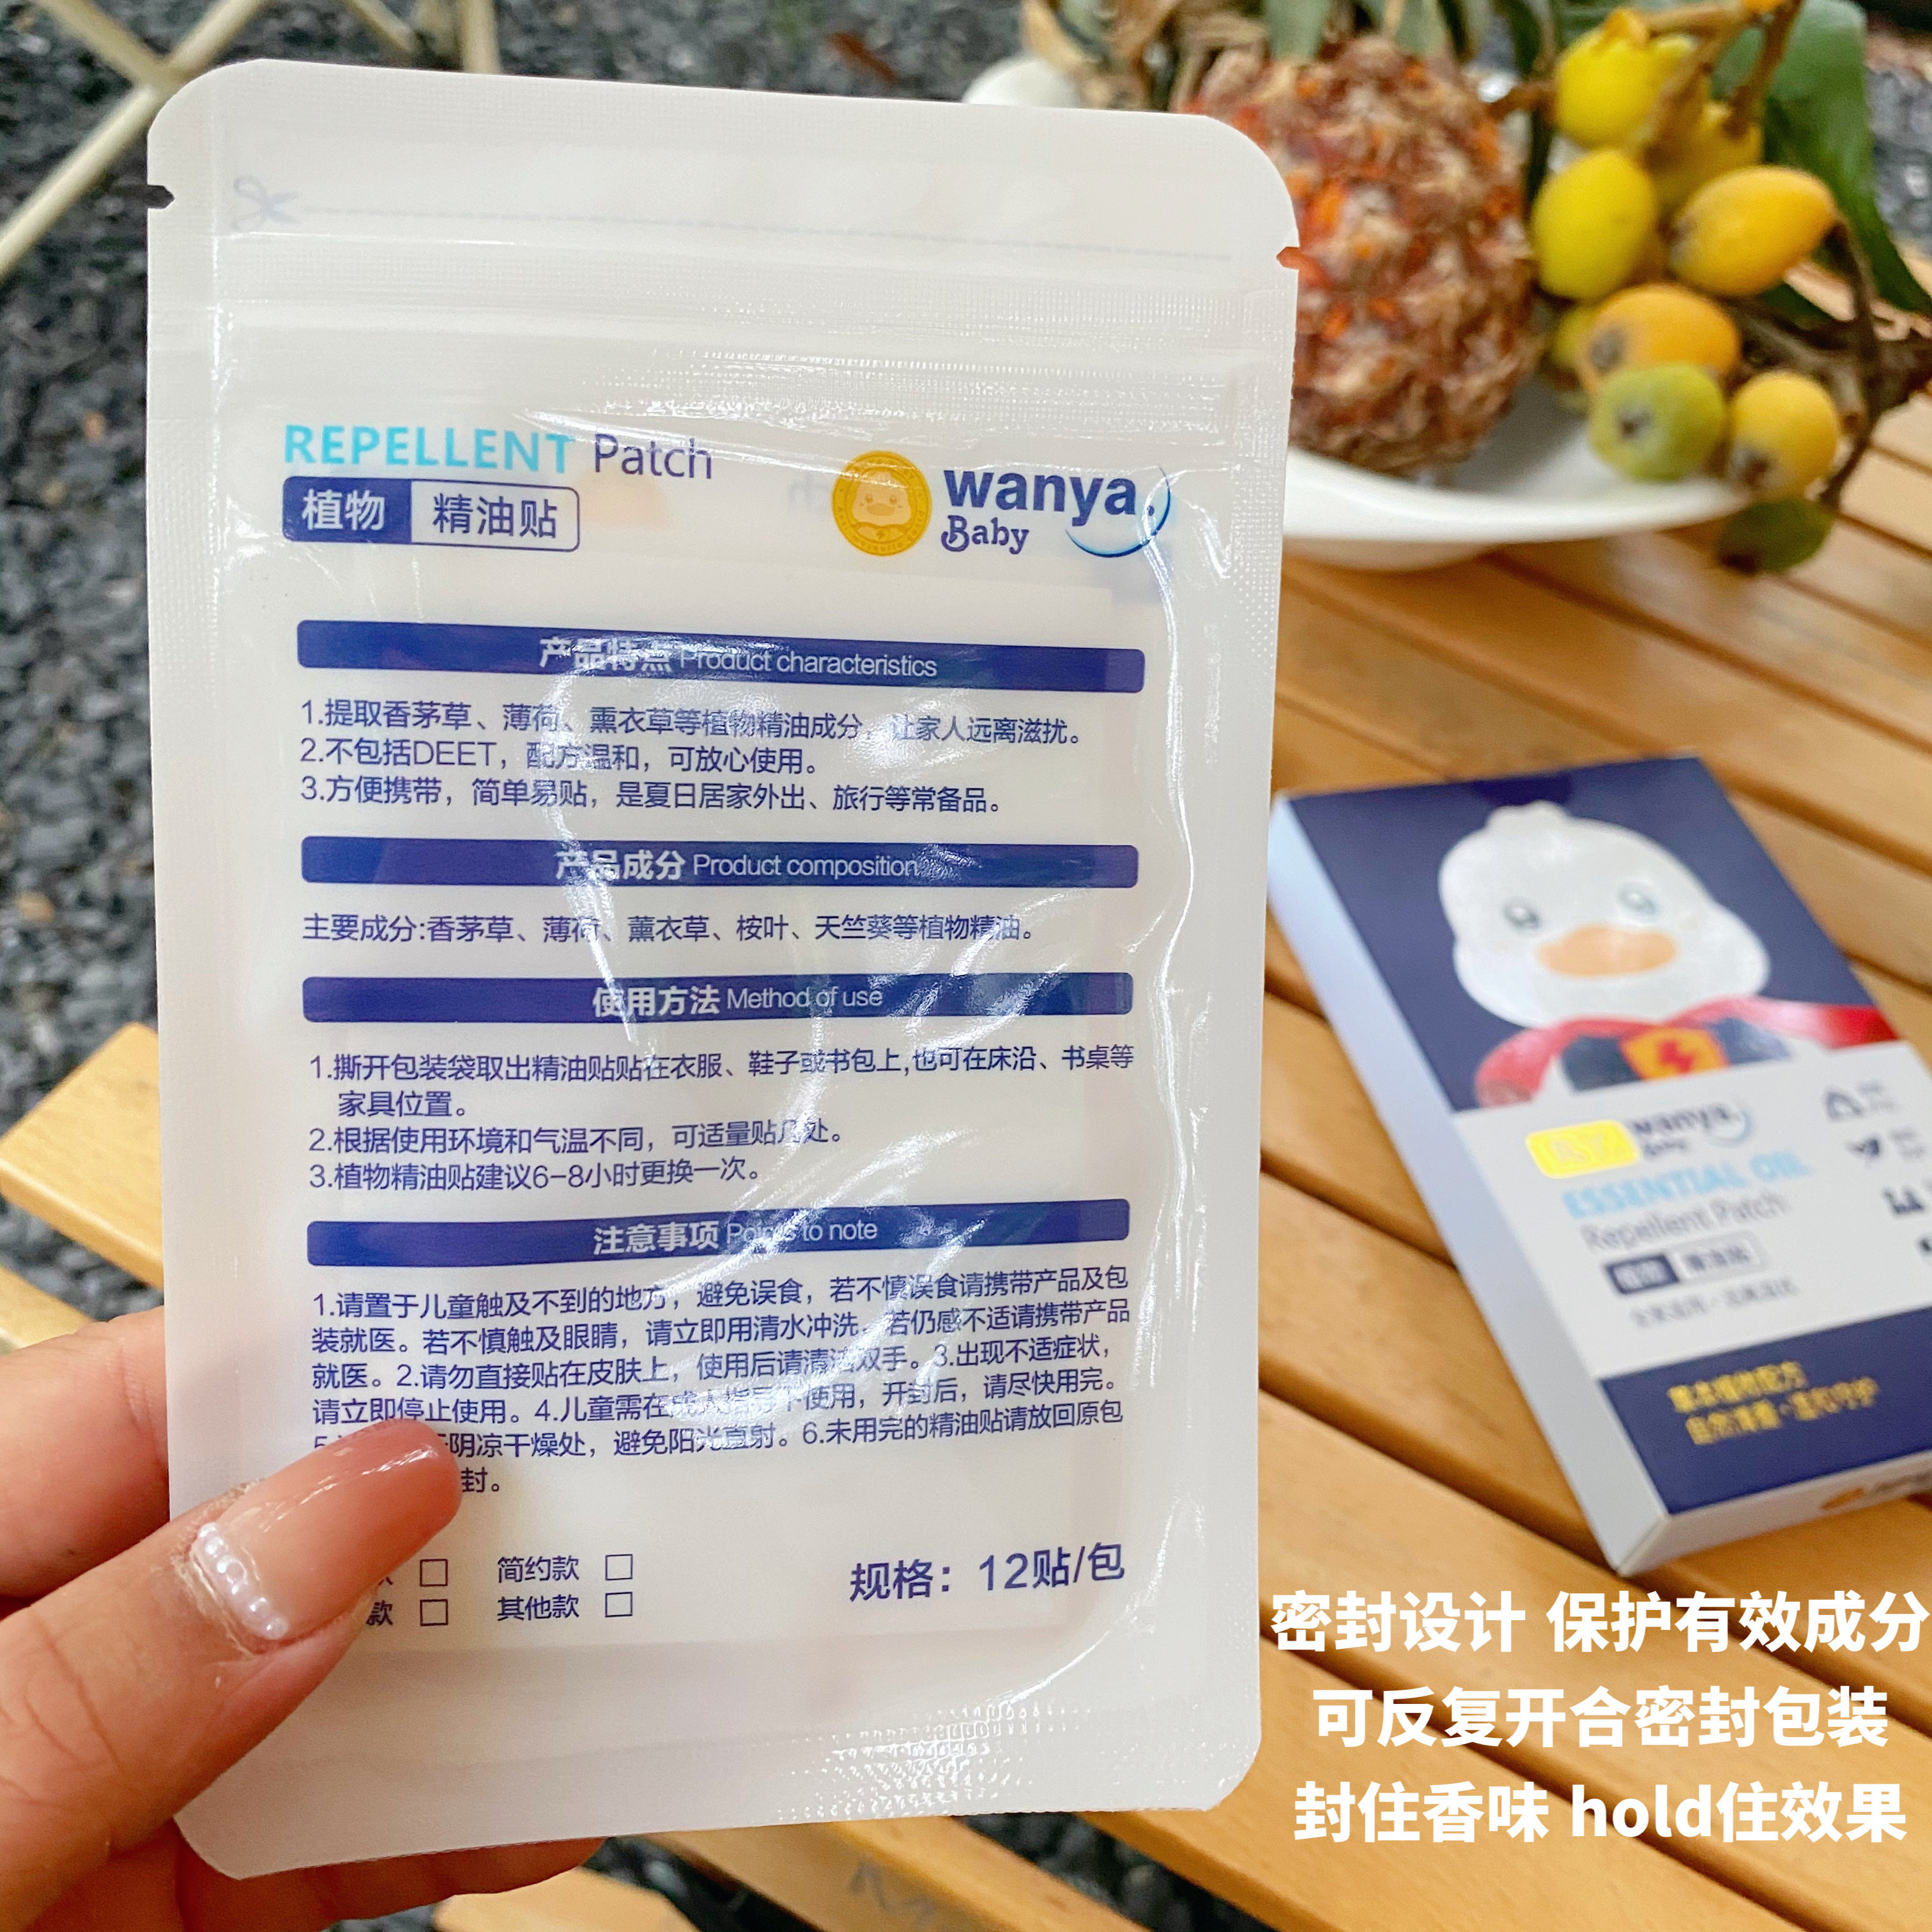 REPELLENT Patch
植物 精油贴
wanya.
Baby
产品特点 Product characteristics
1.提取香茅草、薄荷、熏衣草等植物精油成分，让家人远离滋扰。
2.不包括DEET，配方温和，可放心使用。
3.方便携带，简单易贴，是夏日居家外出、旅行等常备品。
产品成分 Product composition
主要成分:香茅草、薄荷、薰衣草、桉叶、天竺葵等植物精油。
使用方法 Method of use
1.撕开包装袋取出精油贴贴在衣服、鞋子或书包上,也可在床沿、书桌等
家具位置。
2.根据使用环境和气温不同，可适量贴几处。
3.植物精油贴建议6-8小时更换一次。
注意事项 Points to note
1.请置于儿童触及不到的地方，避免误食，若不慎误食请携带产品及包
装就医。若不慎触及眼睛，请立即用清水冲洗。若仍感不适请携带产品
就医。2.请勿直接贴在皮肤上，使用后请清洁双手。3.出现不适症状，
请立即停止使用。4.儿童需在成人指导下使用，开封后，请尽快用完。
阴凉干燥处，避免阳光直射。6.未用完的精油贴请放回原包
封。
款 □ 简约款 □
款 □ 其他款 □
规格：12贴/包
wanya.
Baby
ESSENTIAL OIL
Repellent Patch
植物 精油贴
草本植物配方
密封设计 保护有效成分
可反复开合密封包装
封住香味 hold住效果